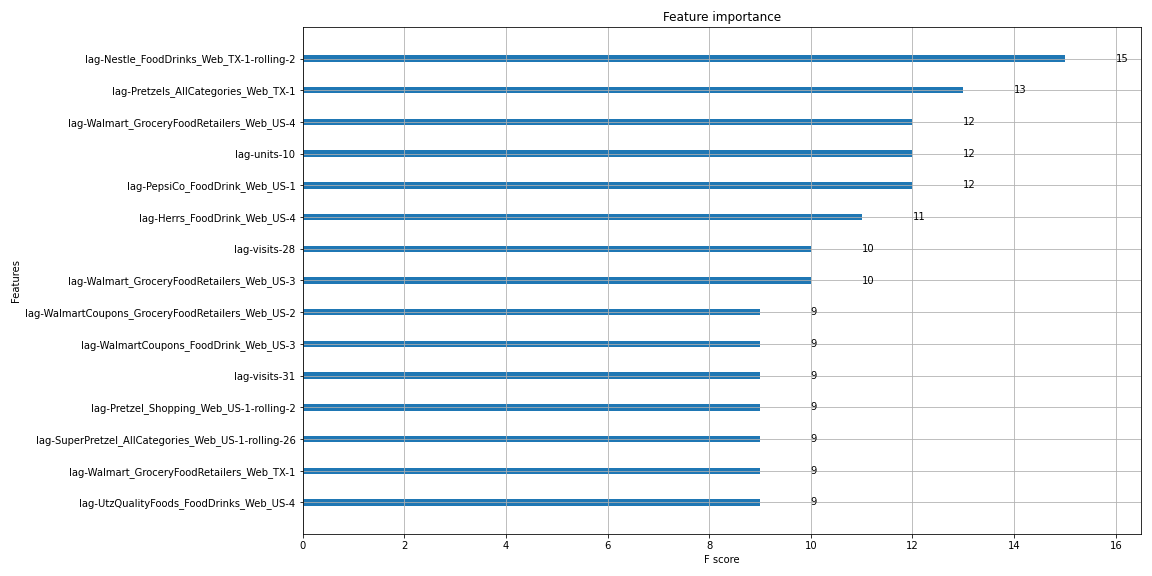 Feature importance
lag-Nestle_FoodDrinks_Web_TX-1-rolling-2 15
lag-Pretzels_AllCategories_Web_TX-1 13
lag-Walmart_GroceryFoodRetailers_Web_US-4 12
lag-units-10 12
lag-PepsiCo_FoodDrink_Web_US-1 12
lag-Herrs_FoodDrink_Web_US-4 11
lag-visits-28 10
lag-Walmart_GroceryFoodRetailers_Web_US-3 10
lag-WalmartCoupons_GroceryFoodRetailers_Web_US-2 9
lag-WalmartCoupons_FoodDrink_Web_US-3 9
lag-visits-31 9
lag-Pretzel_Shopping_Web_US-1-rolling-2 9
lag-SuperPretzel_AllCategories_Web_US-1-rolling-26 9
lag-Walmart_GroceryFoodRetailers_Web_TX-1 9
lag-UtzQualityFoods_FoodDrinks_Web_US-4 9
Features
0 2 4 6 8 10 12 14 16
F score